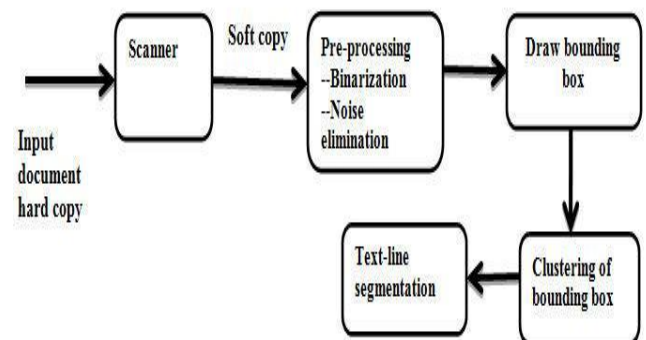 Input
document
hard copy
Scanner
Soft copy
Pre-processing
--Binarization
--Noise
elimination
Draw bounding
box
Clustering of
bounding box
Text-line
segmentation